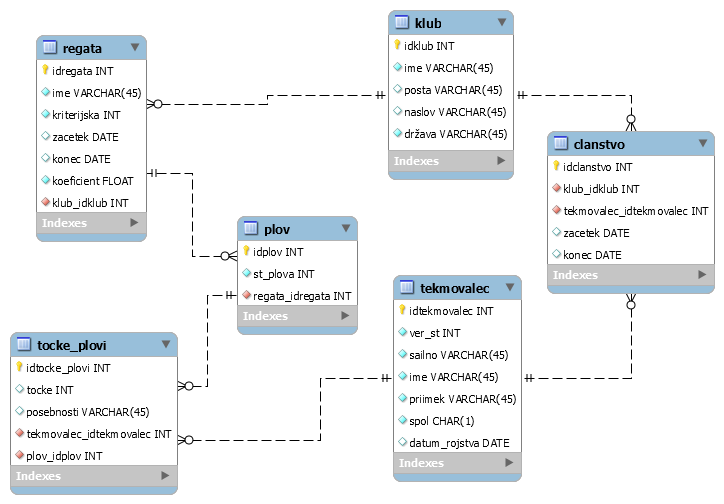 regata
idregata INT
ime VARCHAR(45)
kriterijska INT
zacetek DATE
konec DATE
koeficient FLOAT
klub_idklub INT
Indexes
klub
idklub INT
ime VARCHAR(45)
posta VARCHAR(45)
naslov VARCHAR(45)
država VARCHAR(45)
Indexes
clanstvo
idclanstvo INT
klub_idklub INT
tekmovalec_idtekmovalec INT
zacetek DATE
konec DATE
Indexes
plov
idplov INT
st_plova INT
regata_idregata INT
Indexes
tekmovalec
idtekmovalec INT
ver_st INT
sailno VARCHAR(45)
ime VARCHAR(45)
priimek VARCHAR(45)
spol CHAR(1)
datum_rojstva DATE
Indexes
tocke_plovi
idtocke_plovi INT
tocke INT
posebnosti VARCHAR(45)
tekmovalec_idtekmovalec INT
plov_idplov INT
Indexes